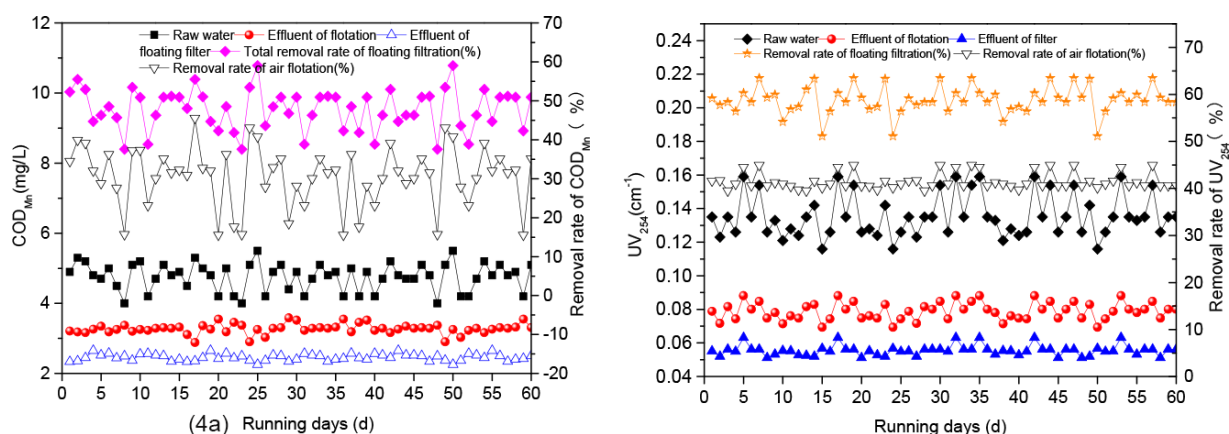 12
10
8
6
4
2
COD_Mn(mg/L)
Raw water Effluent of flotation Effluent of
floating filter Total removal rate of floating filtration(%)
Removal rate of air flotation(%)
70
60
50
40
30
20
10
0
-10
-20
Removal rate of COD_Mn ( %)
0 5 10 15 20 25 30 35 40 45 50 55 60
(4a) Running days (d)
0.24
0.22
0.20
0.18
0.16
0.14
0.12
0.10
0.08
0.06
0.04
UV_254(cm^-1)
Raw water Effluent of flotation Effluent of filter
Removal rate of floating filtration(%) Removal rate of air flotation(%)
70
60
50
40
30
20
10
0
Removal rate of UV_254 ( %)
0 5 10 15 20 25 30 35 40 45 50 55 60
Running days (d)